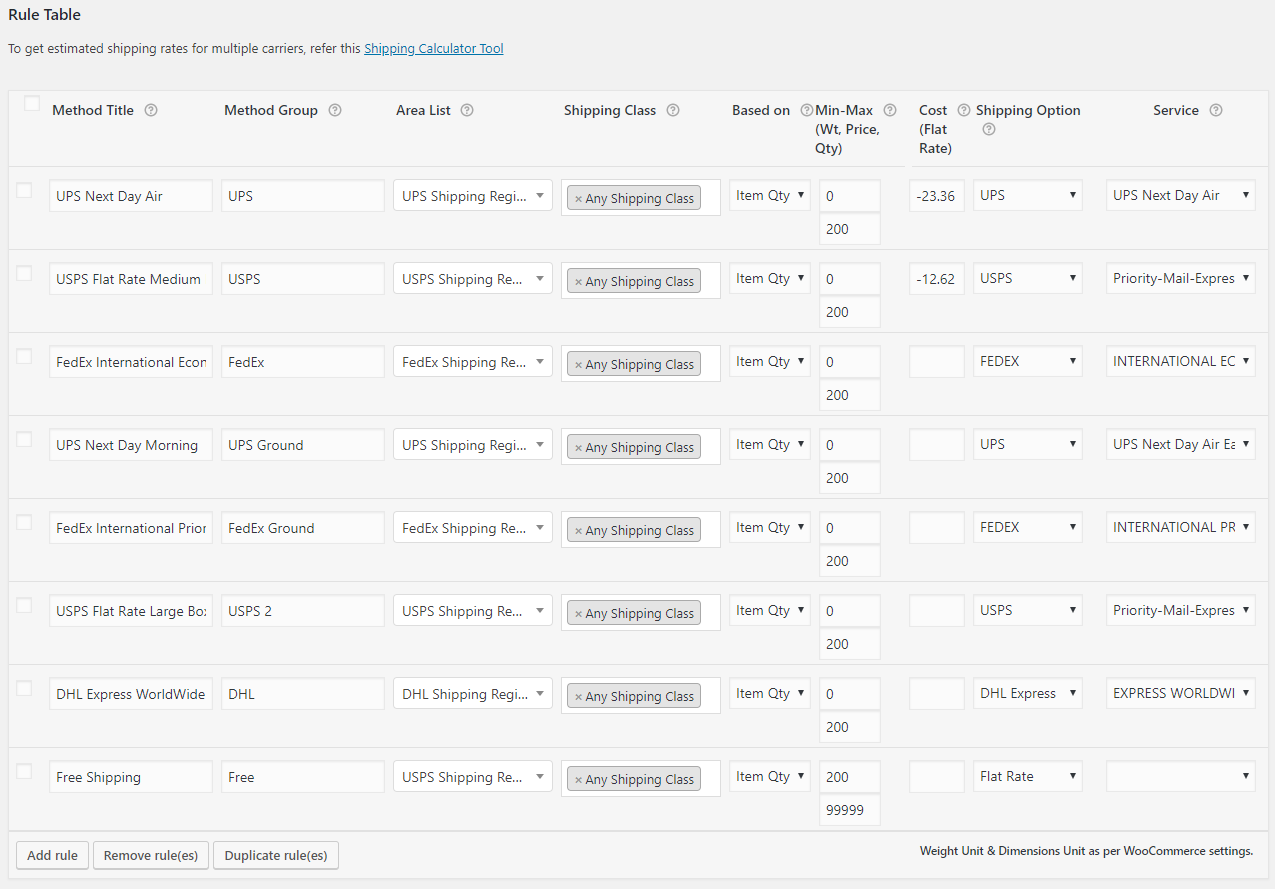 Rule Table
To get estimated shipping rates for multiple carriers, refer this Shipping Calculator Tool
Method Title ? Method Group ? Area List ? Shipping Class ? Based on ? Min-Max ? Cost ? Shipping Option Service ?
(Wt, Price, (Flat ?
Qty) Rate)
UPS Next Day Air UPS UPS Shipping Regi... × Any Shipping Class Item Qty 0 -23.36 UPS UPS Next Day Air
200
USPS Flat Rate Medium USPS USPS Shipping Re... × Any Shipping Class Item Qty 0 -12.62 USPS Priority-Mail-Expres
200
FedEx International Econ FedEx FedEx Shipping Re... × Any Shipping Class Item Qty 0 FEDEX INTERNATIONAL EC
200
UPS Next Day Morning UPS Ground UPS Shipping Regi... × Any Shipping Class Item Qty 0 UPS UPS Next Day Air Ea
200
FedEx International Prior FedEx Ground FedEx Shipping Re... × Any Shipping Class Item Qty 0 FEDEX INTERNATIONAL PR
200
USPS Flat Rate Large Box USPS 2 USPS Shipping Re... × Any Shipping Class Item Qty 0 USPS Priority-Mail-Expres
200
DHL Express WorldWide DHL DHL Shipping Regi... × Any Shipping Class Item Qty 0 DHL Express EXPRESS WORLDWI
200
Free Shipping Free USPS Shipping Re... × Any Shipping Class Item Qty 200 Flat Rate
99999
Add rule Remove rule(es) Duplicate rule(es) Weight Unit & Dimensions Unit as per WooCommerce settings.